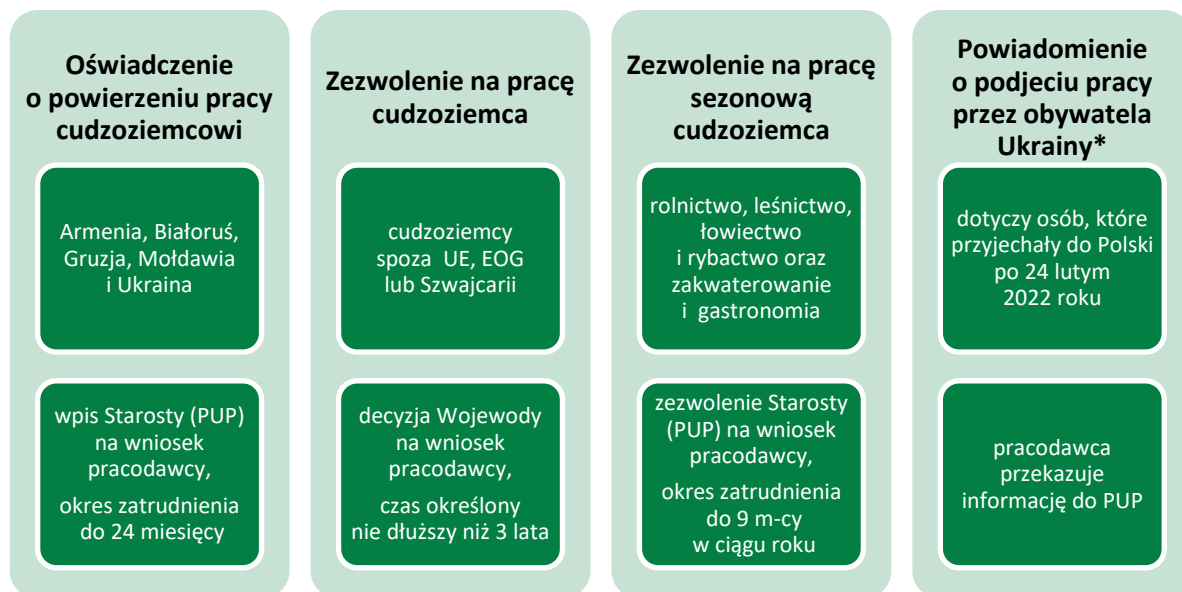 Oświadczenie
o powierzeniu pracy
cudzoziemcowi
Armenia, Białoruś,
Gruzja, Mołdawia
i Ukraina
wpis Starosty (PUP)
na wniosek
pracodawcy,
okres zatrudnienia
do 24 miesięcy
Zezwolenie na pracę
cudzoziemca
cudzoziemcy
spoza UE, EOG
lub Szwajcarii
decyzja Wojewody
na wniosek
pracodawcy,
czas określony
nie dłuższy niż 3 lata
Zezwolenie na pracę
sezonową
cudzoziemca
rolnictwo, leśnictwo,
łowiectwo
i rybactwo oraz
zakwaterowanie
i gastronomia
zezwolenie Starosty
(PUP) na wniosek
pracodawcy,
okres zatrudnienia
do 9 m-cy
w ciągu roku
Powiadomienie
o podjeciu pracy
przez obywatela
Ukrainy*
dotyczy osób, które
przyjechały do Polski
po 24 lutym
2022 roku
pracodawca
przekazuje
informację do PUP